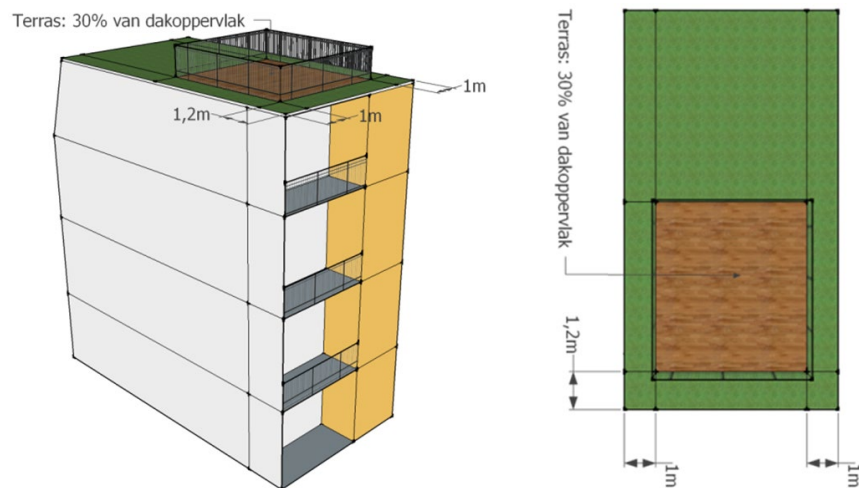 Terras: 30% van dakoppervlak
1m
1,2m
1m
Terras: 30% van dakoppervlak
1,2m
1m
1m